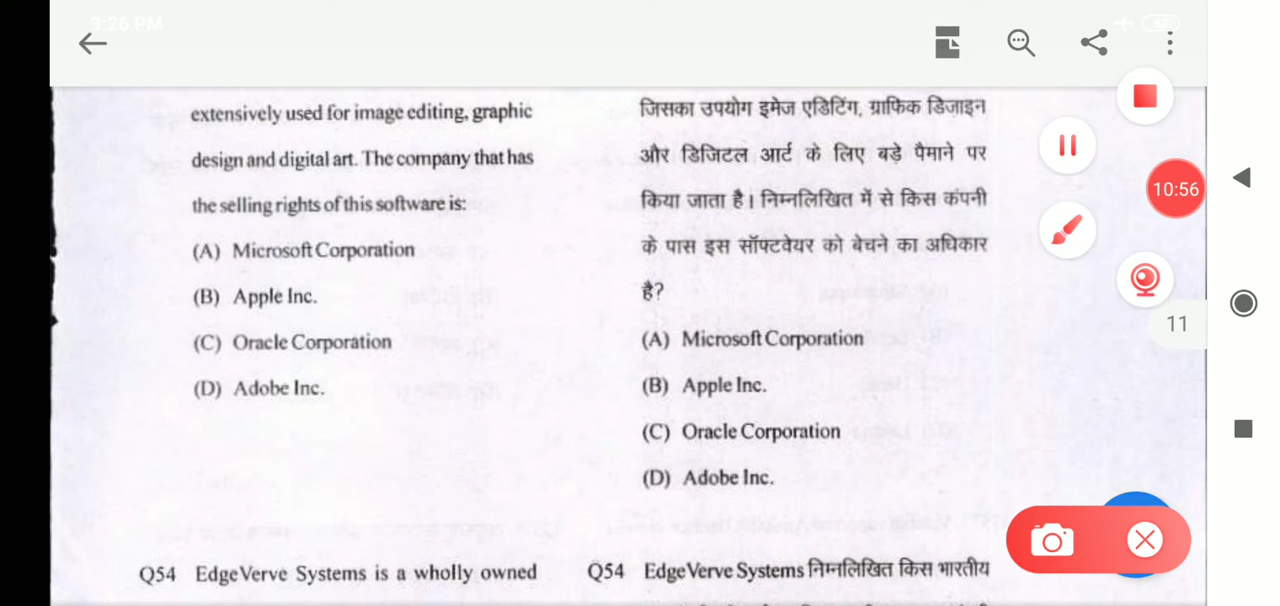 3:26 PM
extensively used for image editing, graphic
design and digital art. The company that has
the selling rights of this software is:
(A) Microsoft Corporation
(B) Apple Inc.
(C) Oracle Corporation
(D) Adobe Inc.
जिसका उपयोग इमेज एडिटिंग, ग्राफिक डिजाइन
और डिजिटल आर्ट के लिए बड़े पैमाने पर
किया जाता है। निम्नलिखित में से किस कंपनी
के पास इस सॉफ्टवेयर को बेचने का अधिकार
है?
(A) Microsoft Corporation
(B) Apple Inc.
(C) Oracle Corporation
(D) Adobe Inc.
10:56
11
Q54 EdgeVerve Systems is a wholly owned
Q54 EdgeVerve Systems निम्नलिखित किस भारतीय